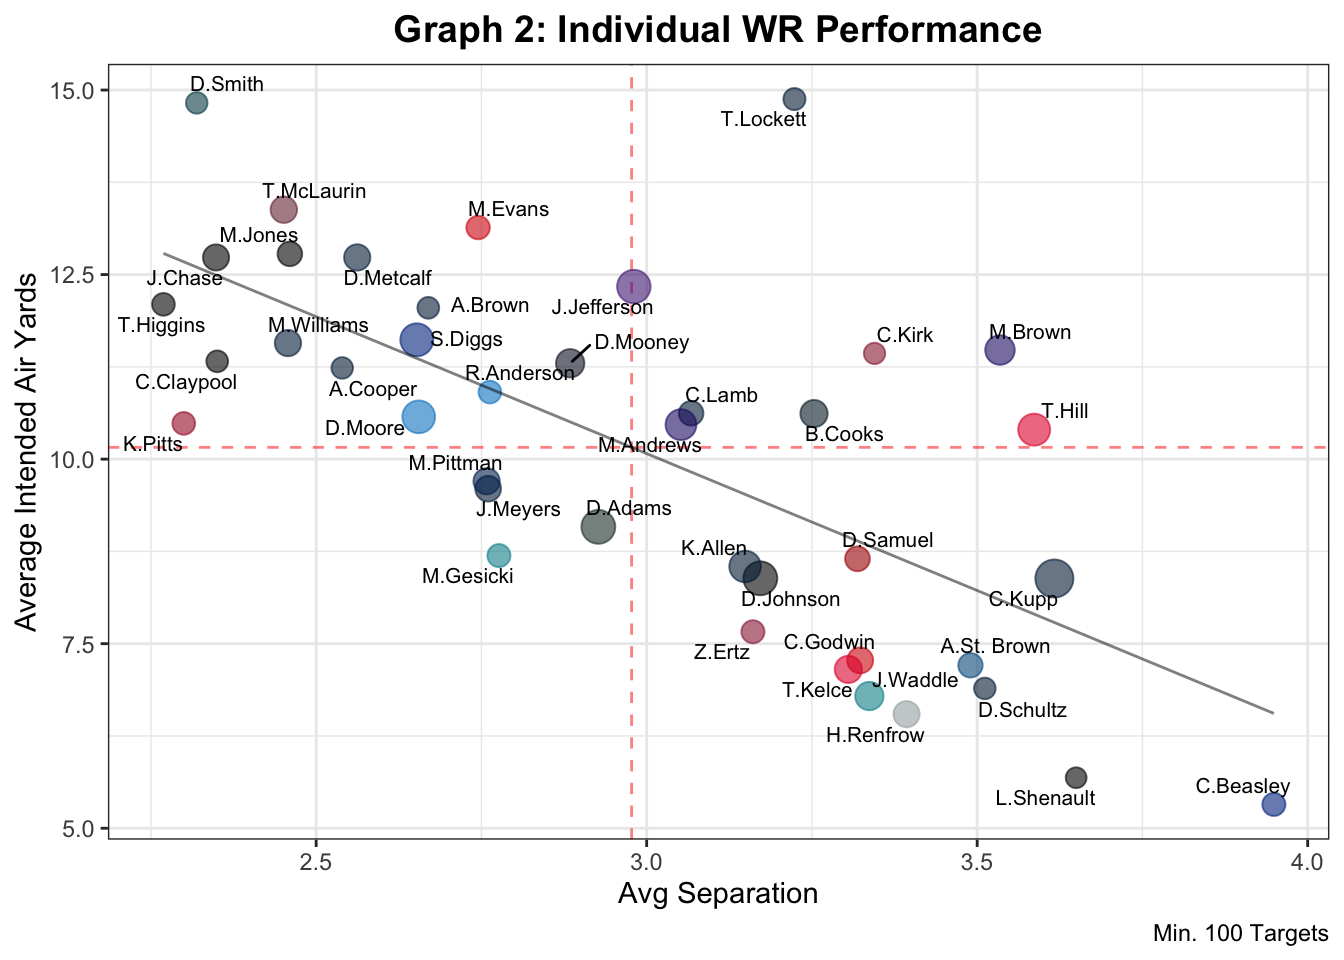 Graph 2: Individual WR Performance
15.0
12.5
10.0
7.5
5.0
Average Intended Air Yards
D.Smith
T.Lockett
T.McLaurin
M.Evans
M.Jones
J.Chase
D.Metcalf
A.Brown
J.Jefferson
T.Higgins
M.Williams
S.Diggs
D.Mooney
C.Kirk
M.Brown
C.Claypool
A.Cooper
R.Anderson
C.Lamb
T.Hill
D.Moore
B.Cooks
K.Pitts
M.Andrews
M.Pittman
J.Meyers
D.Adams
K.Allen
D.Samuel
M.Gesicki
D.Johnson
C.Kupp
Z.Ertz
C.Godwin
A.St. Brown
T.Kelce
J.Waddle
D.Schultz
H.Renfrow
L.Shenault
C.Beasley
2.5
3.0
3.5
4.0
Avg Separation
Min. 100 Targets